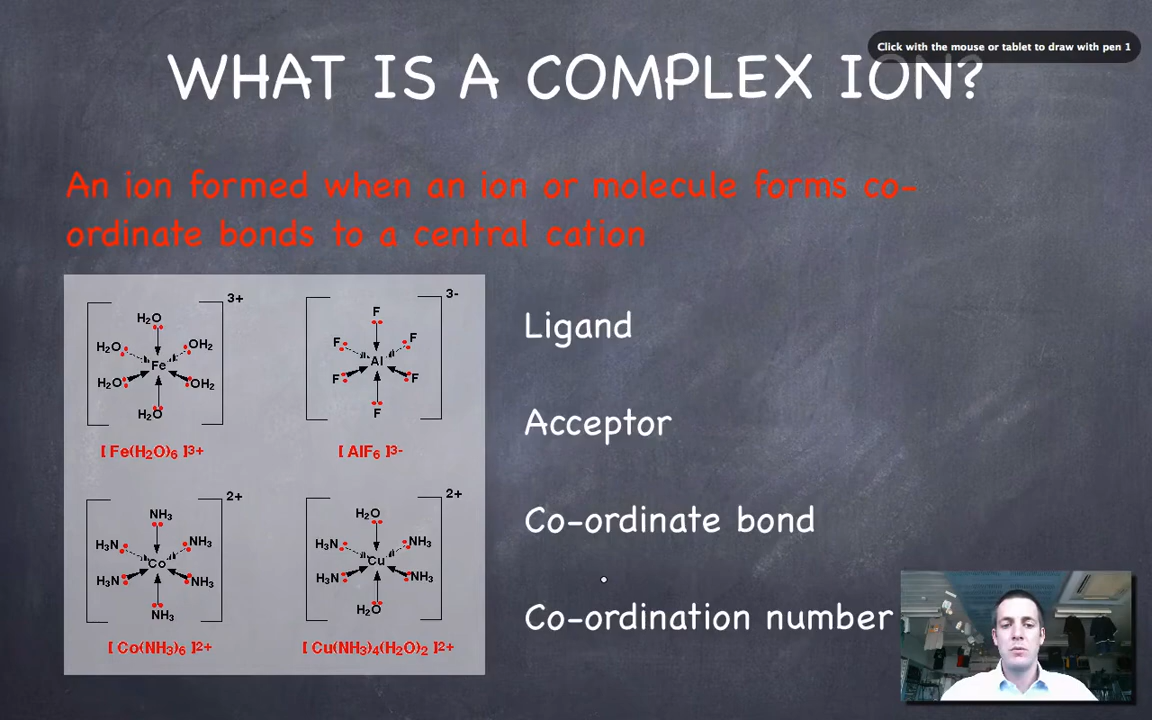 Click with the mouse or tablet to draw with pen 1
WHAT IS A COMPLEX ION?
An ion formed when an ion or molecule forms co-
ordinate bonds to a central cation
3+
H₂O
H₂O OH₂
Fe
H₂O OH₂
H₂O
[ Fe(H₂O)₆ ]3+
3-
F
F F
Al
F F
F
[ AlF₆ ]3-
2+
NH₃
H₃N NH₃
Co
H₃N NH₃
NH₃
[ Co(NH₃)₆ ]2+
2+
H₂O
H₃N NH₃
Cu
H₃N NH₃
H₂O
[ Cu(NH₃)₄(H₂O)₂ ]2+
Ligand
Acceptor
Co-ordinate bond
Co-ordination number